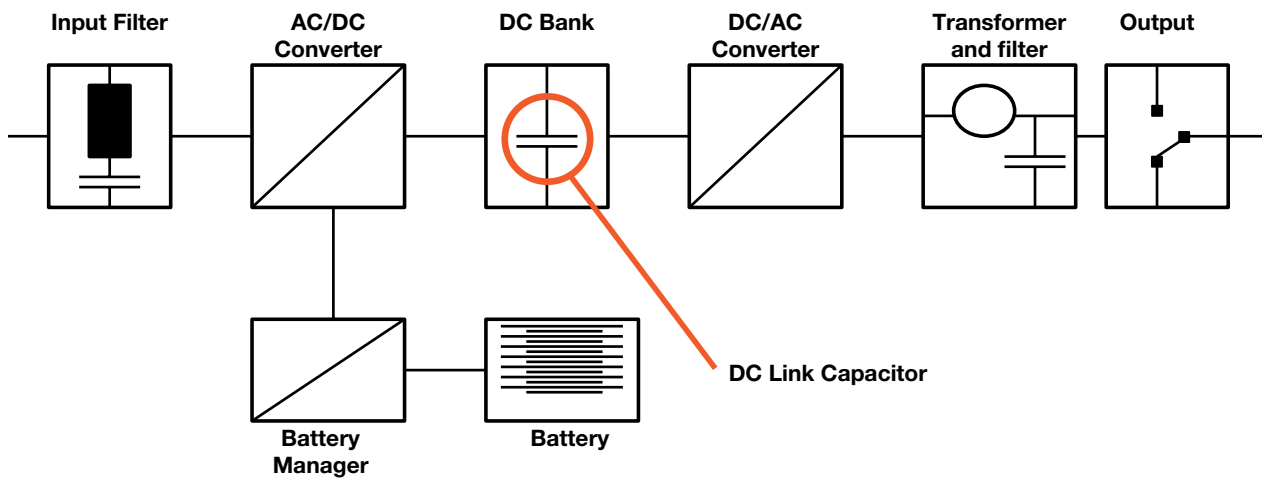 Input Filter
AC/DC
Converter
DC Bank
DC/AC
Converter
Transformer
and filter
Output
DC Link Capacitor
Battery
Manager
Battery